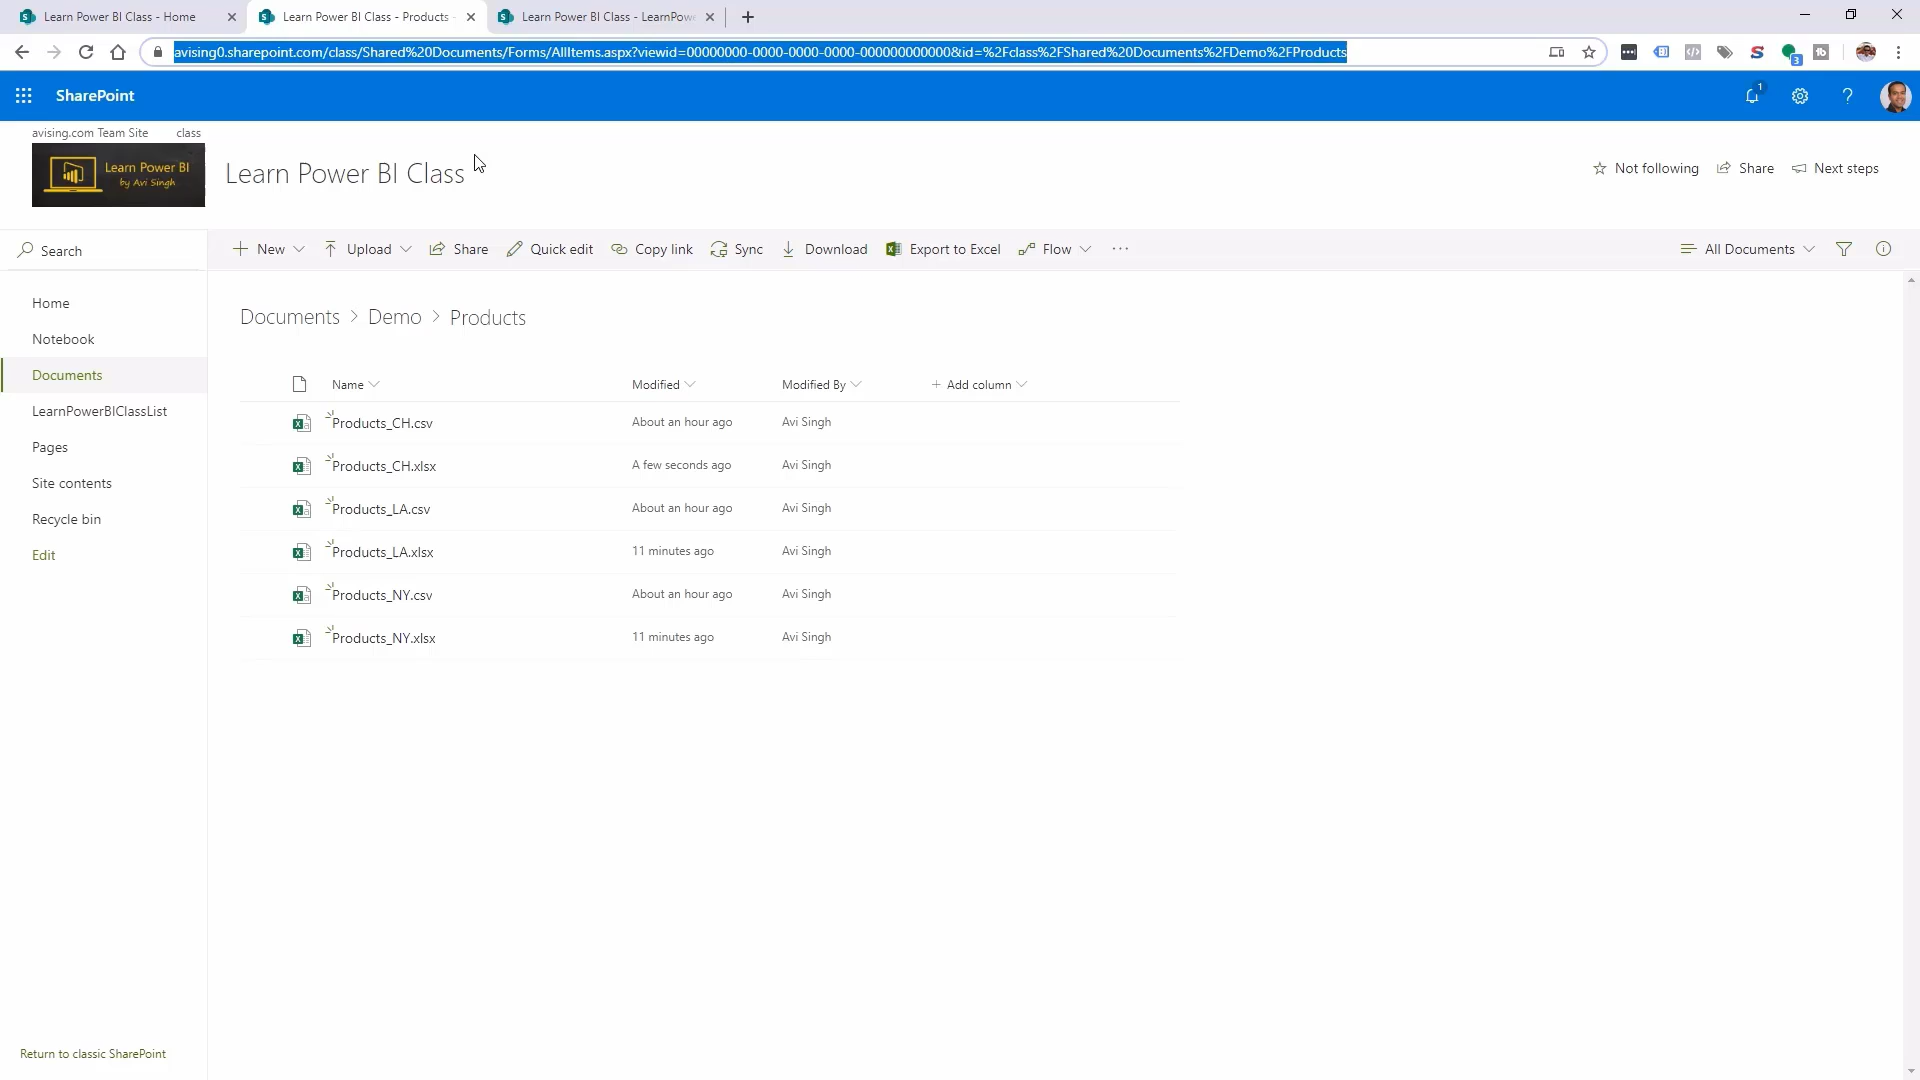 Learn Power BI Class - Home
Learn Power BI Class - Products -
Learn Power BI Class - LearnPowe
avising0.sharepoint.com/class/Shared%20Documents/Forms/AllItems.aspx?viewid=00000000-0000-0000-0000-000000000000&id=%2Fclass%2FShared%20Documents%2FDemo%2FProducts
3
SharePoint
1
avising.com Team Site
class
Learn Power BI
by Avi Singh
Learn Power BI Class
Not following
Share
Next steps
Search
New
Upload
Share
Quick edit
Copy link
Sync
Download
Export to Excel
Flow
All Documents
Home
Notebook
Documents
LearnPowerBIClassList
Pages
Site contents
Recycle bin
Edit
Documents > Demo > Products
Name
Modified
Modified By
+ Add column
Products_CH.csv
About an hour ago
Avi Singh
Products_CH.xlsx
A few seconds ago
Avi Singh
Products_LA.csv
About an hour ago
Avi Singh
Products_LA.xlsx
11 minutes ago
Avi Singh
Products_NY.csv
About an hour ago
Avi Singh
Products_NY.xlsx
11 minutes ago
Avi Singh
Return to classic SharePoint